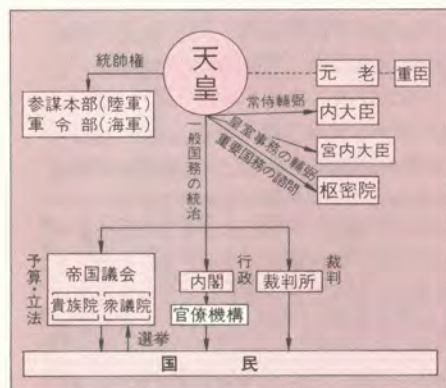 天皇
統帥権
参謀本部(陸軍)
軍令部(海軍)
元老
重臣
常侍輔弼
内大臣
皇室事務の輔弼
宮内大臣
重要国務の諮問
枢密院
一般国務の統治
予算・立法
帝国議会
貴族院
衆議院
選挙
内閣
行政
官僚機構
裁判所
裁判
国民